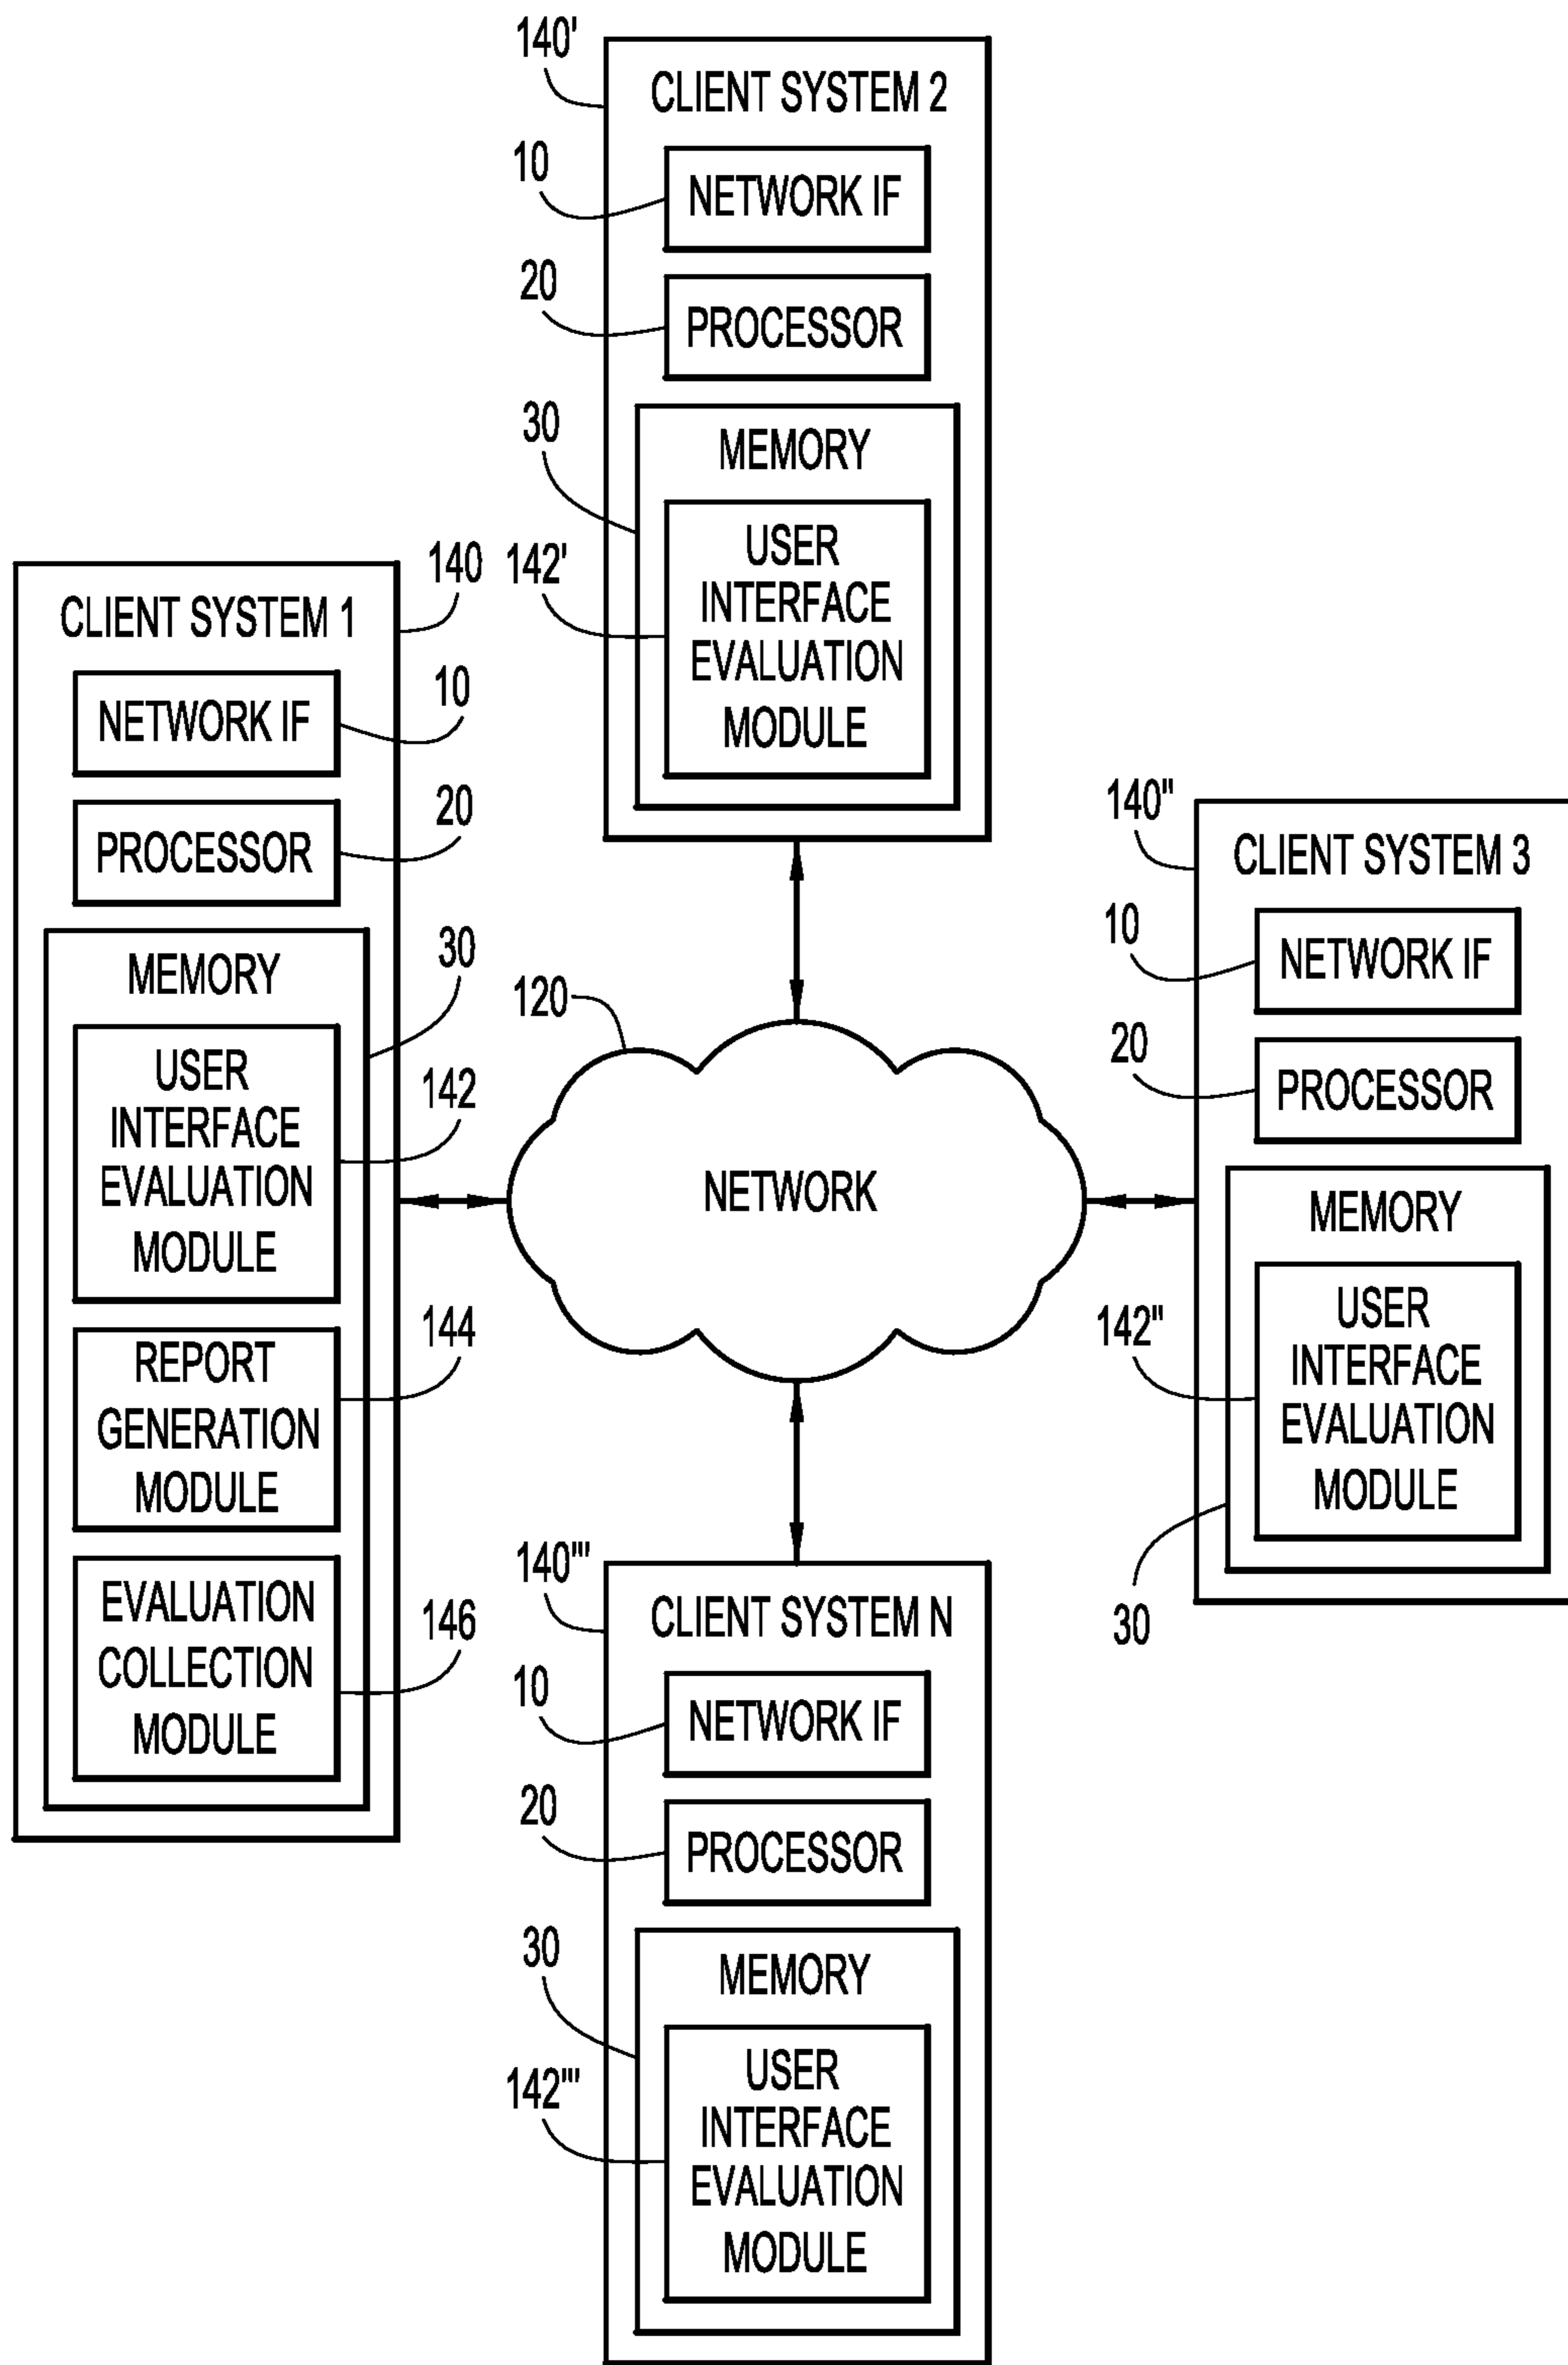 140'
CLIENT SYSTEM 2
10
NETWORK IF
20
PROCESSOR
30
MEMORY
142'
USER
INTERFACE
EVALUATION
MODULE
140
CLIENT SYSTEM 1
10
NETWORK IF
20
PROCESSOR
30
MEMORY
142
USER
INTERFACE
EVALUATION
MODULE
144
REPORT
GENERATION
MODULE
146
EVALUATION
COLLECTION
MODULE
120
NETWORK
140"
CLIENT SYSTEM 3
10
NETWORK IF
20
PROCESSOR
MEMORY
142"
USER
INTERFACE
EVALUATION
MODULE
30
140'"
CLIENT SYSTEM N
10
NETWORK IF
20
PROCESSOR
30
MEMORY
142'"
USER
INTERFACE
EVALUATION
MODULE